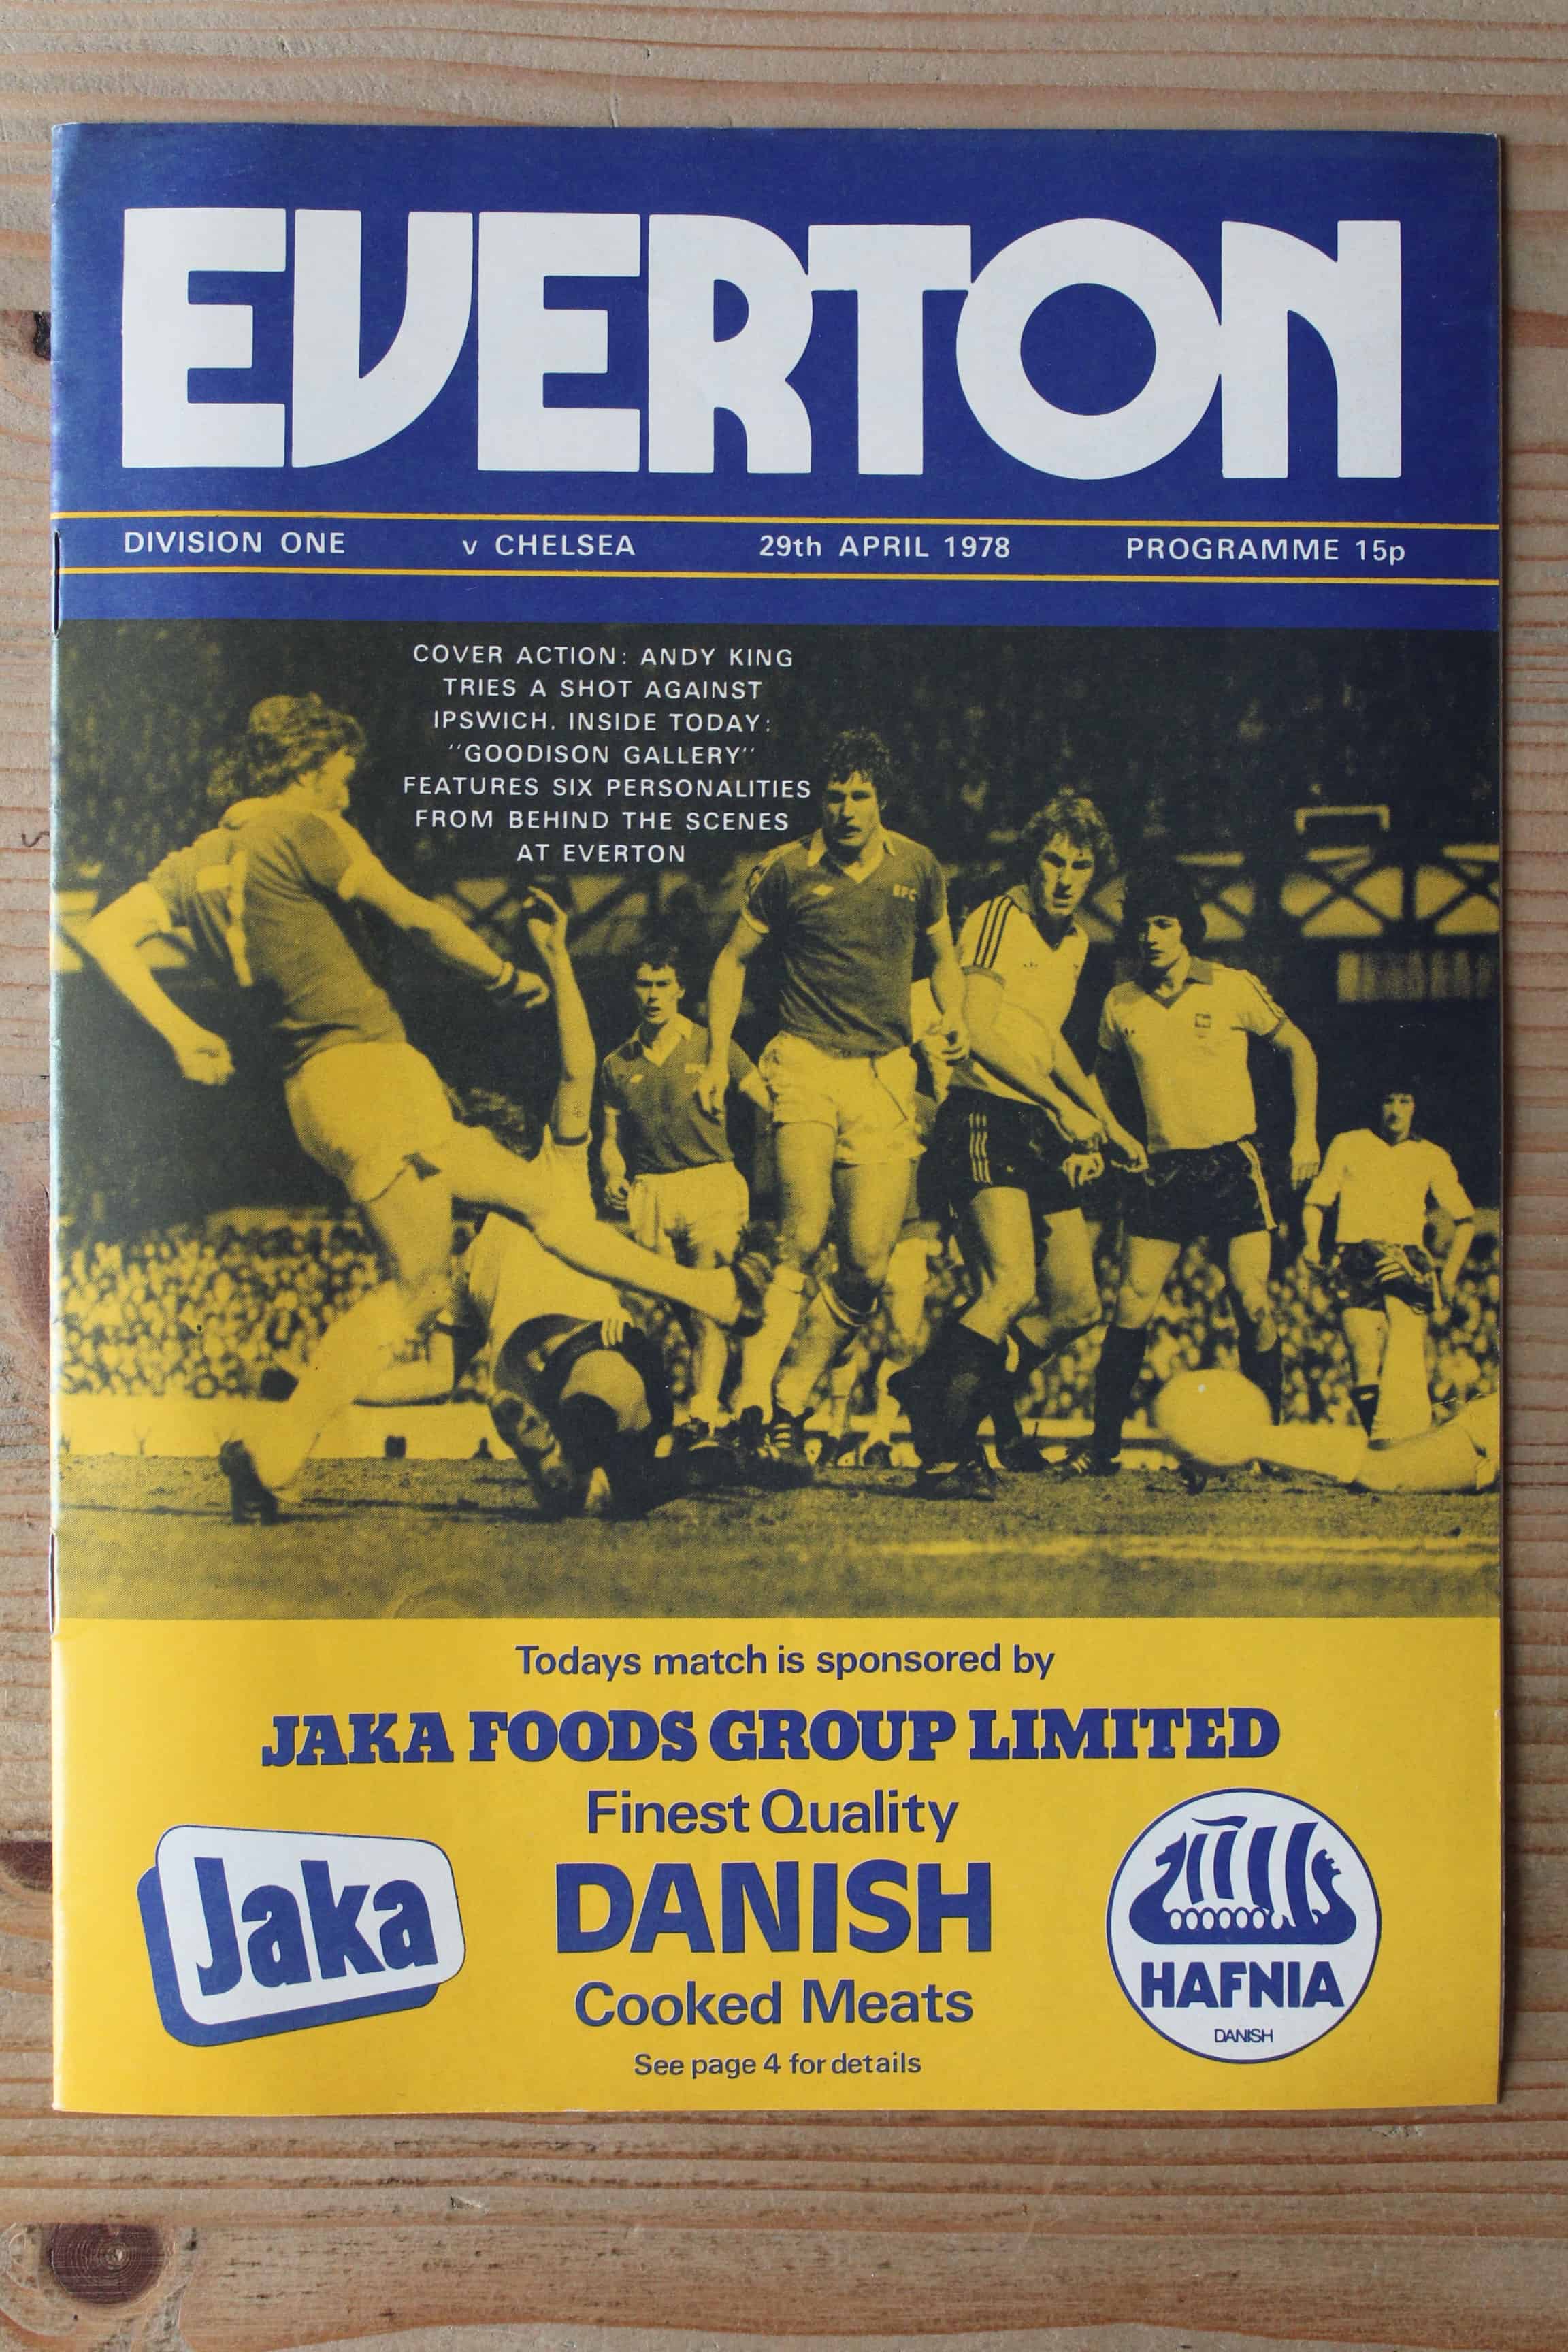 EVERTON
DIVISION ONE v CHELSEA 29th APRIL 1978 PROGRAMME 15p
COVER ACTION: ANDY KING
TRIES A SHOT AGAINST
IPSWICH. INSIDE TODAY:
"GOODISON GALLERY"
FEATURES SIX PERSONALITIES
FROM BEHIND THE SCENES
AT EVERTON
EFC
Todays match is sponsored by
JAKA FOODS GROUP LIMITED
Finest Quality
DANISH
Cooked Meats
See page 4 for details
Jaka
HAFNIA
DANISH